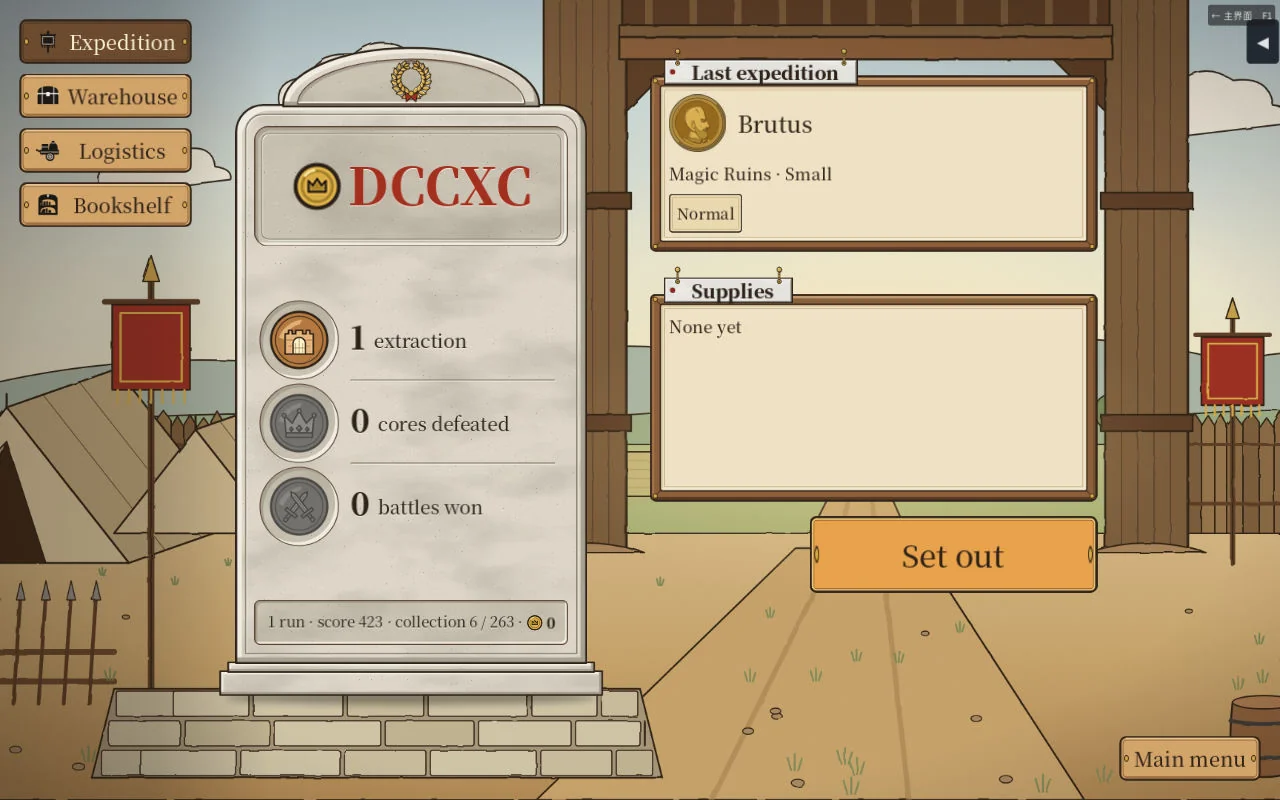 Expedition
Warehouse
Logistics
Bookshelf
DCCXC
1 extraction
0 cores defeated
0 battles won
1 run · score 423 · collection 6 / 263 · 0
Last expedition
Brutus
Magic Ruins · Small
Normal
Supplies
None yet
Set out
← 主界面 F1
Main menu